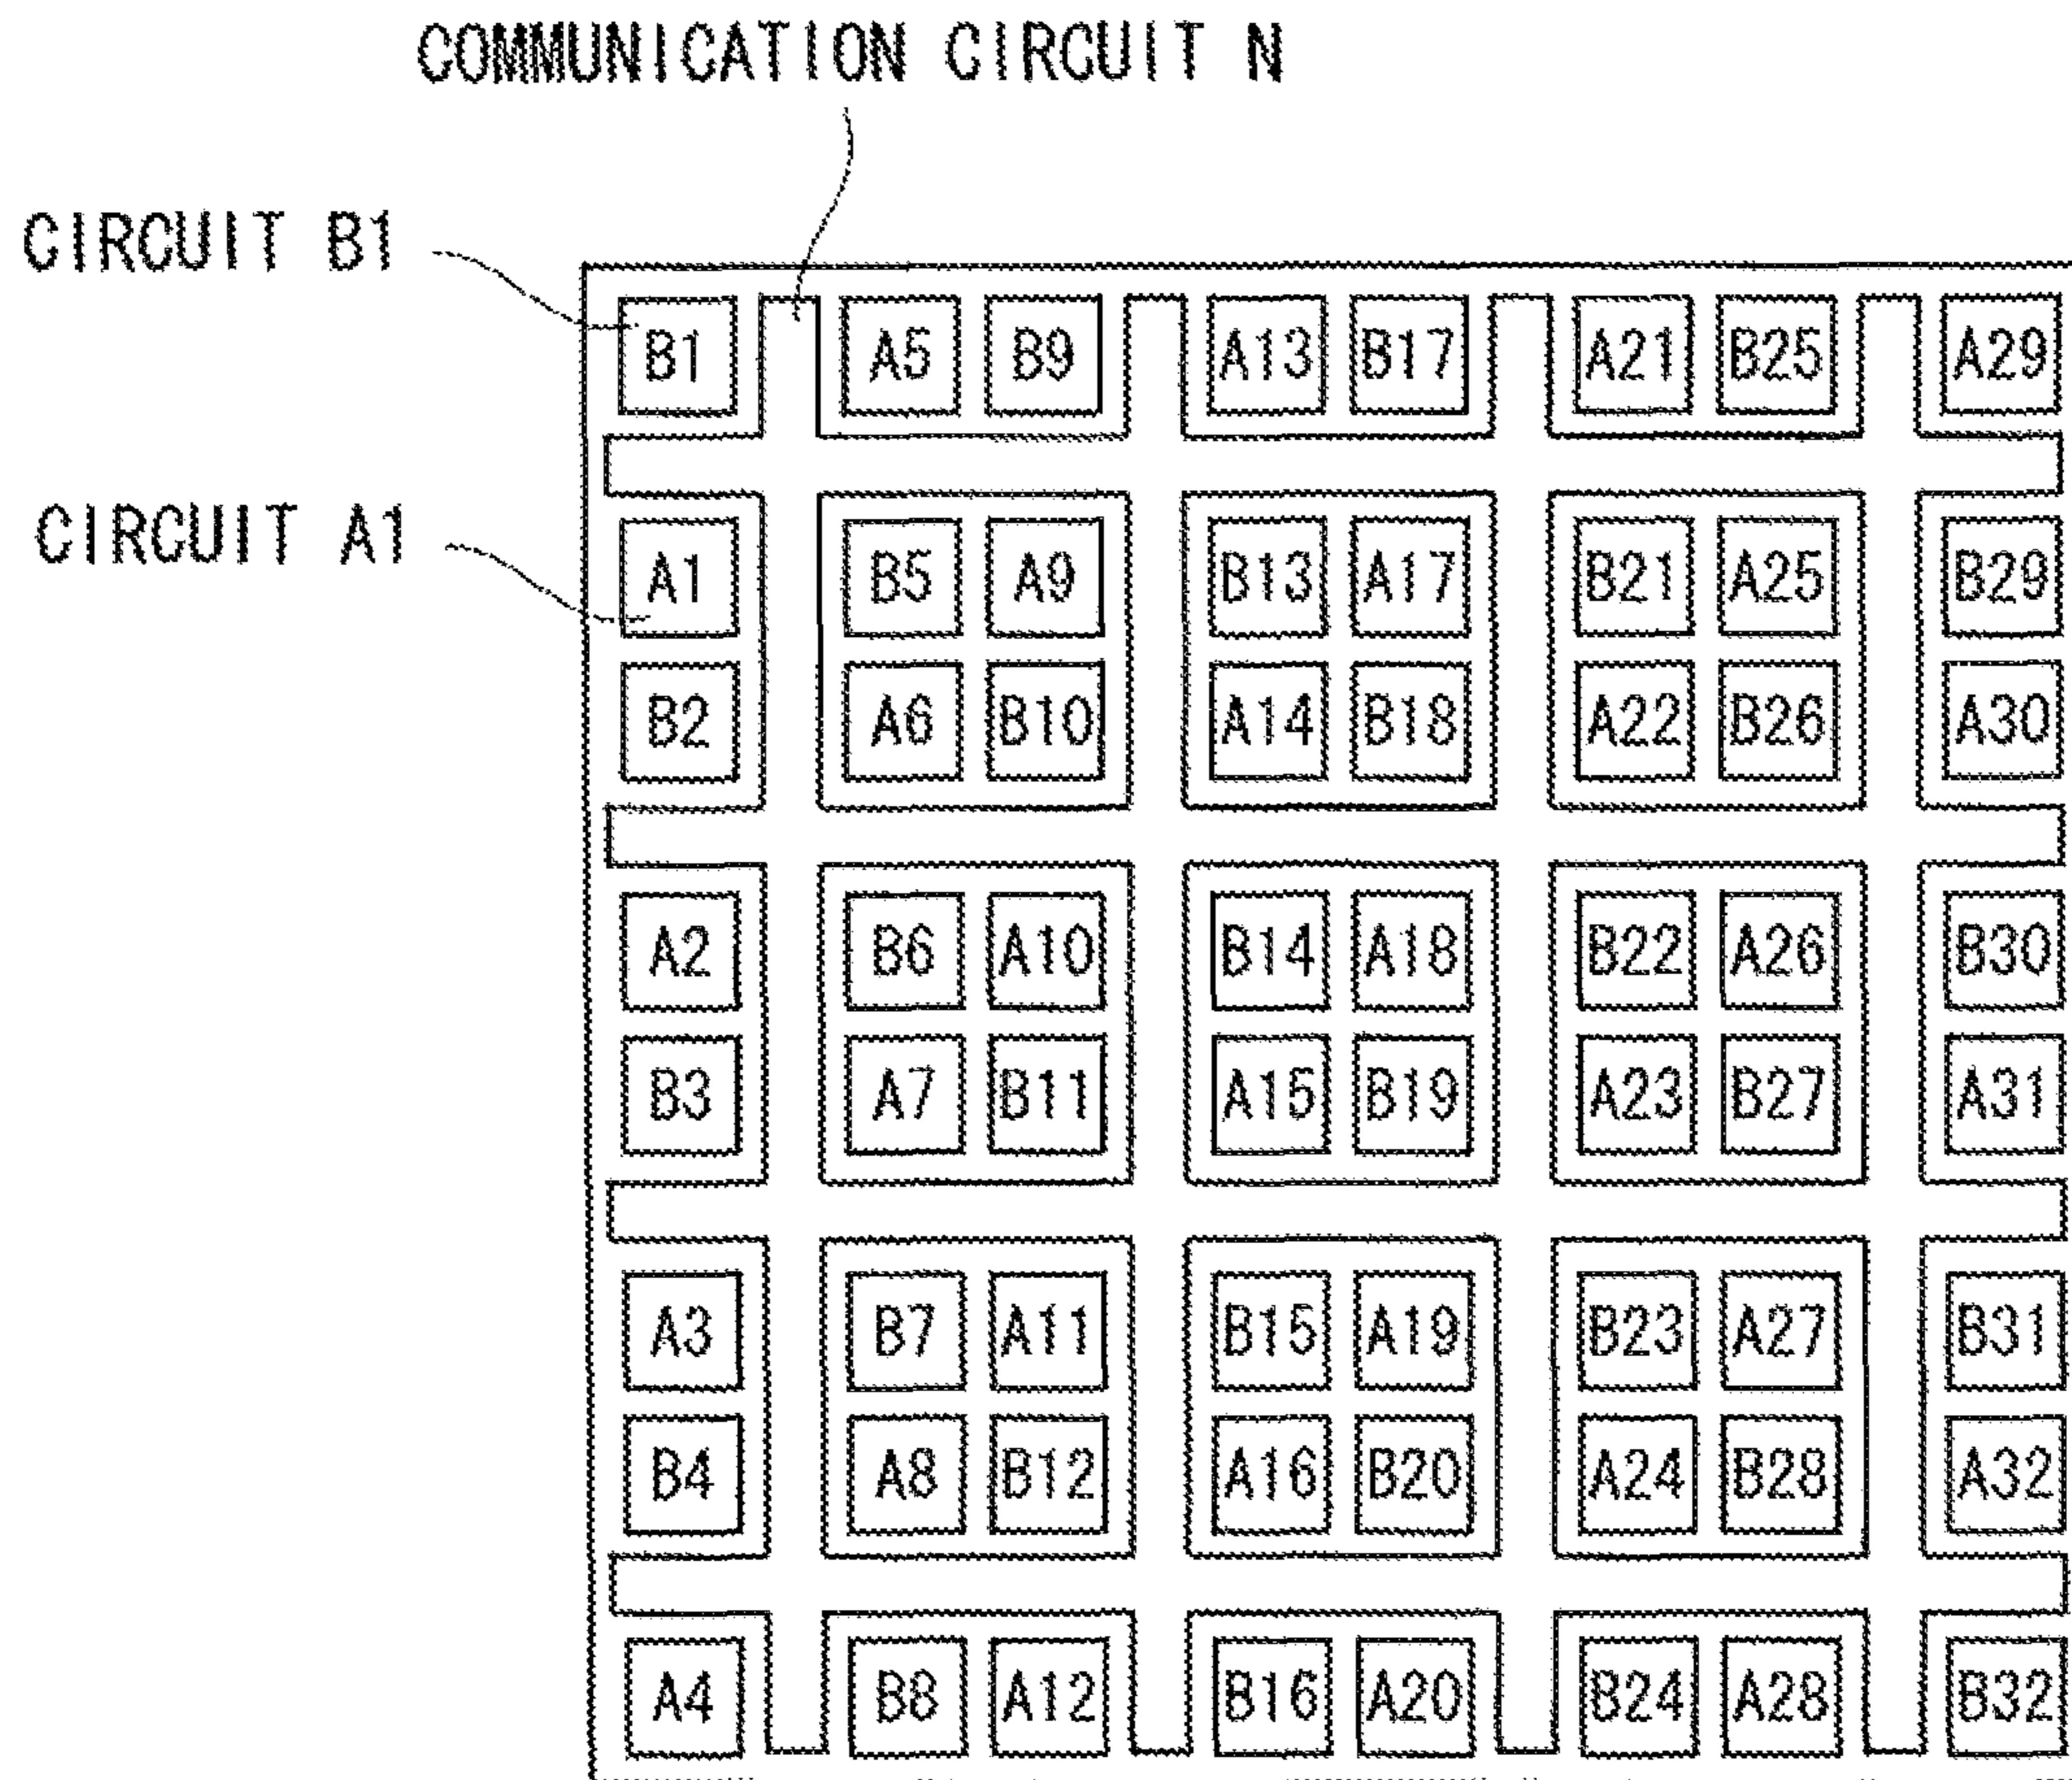 COMMUNICATION CIRCUIT N
CIRCUIT B1
B1 A5 B9 A13 B17 A21 B25 A29
CIRCUIT A1
A1 B5 A9 B13 A17 B21 A25 B29
B2 A6 B10 A14 B18 A22 B26 A30
A2 B6 A10 B14 A18 B22 A26 B30
B3 A7 B11 A15 B19 A23 B27 A31
A3 B7 A11 B15 A19 B23 A27 B31
B4 A8 B12 A16 B20 A24 B28 A32
A4 B8 A12 B16 A20 B24 A28 B32